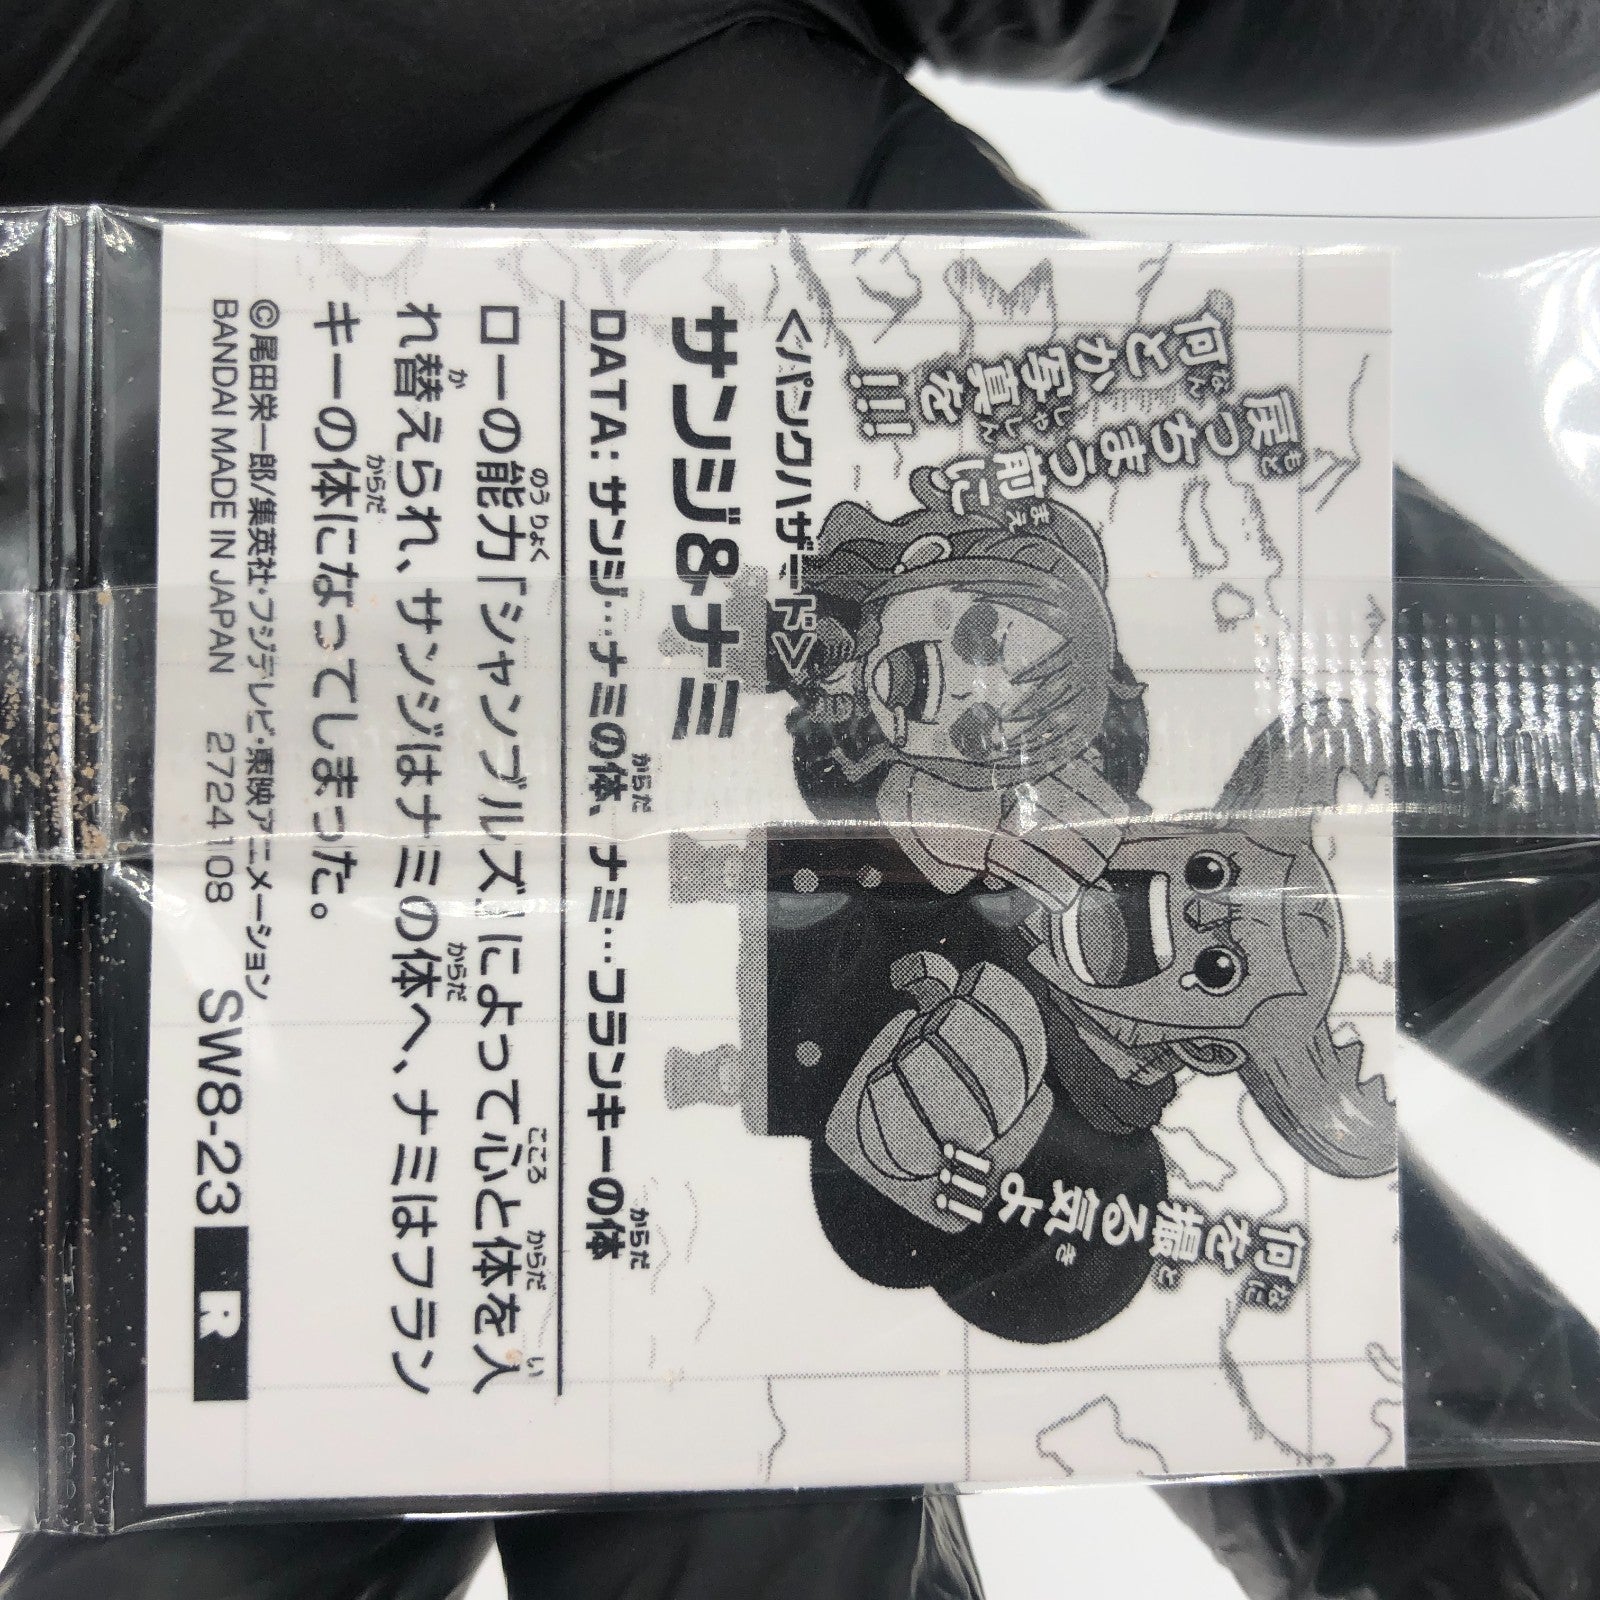 何とか
写真を
!!!
戻っちまう前に
何を撮る気よ
!!!
<パンクハザード>
サンジ&ナミ
DATA: サンジ…ナミの体、ナミ…フランキーの体
ローの能力「シャンブルズ」によって心と体を入
れ替えられ、サンジはナミの体へ、ナミはフラン
キーの体になってしまった。
©尾田栄一郎/集英社・フジテレビ・東映アニメーション
BANDAI MADE IN JAPAN 2724108 SW8-23 R